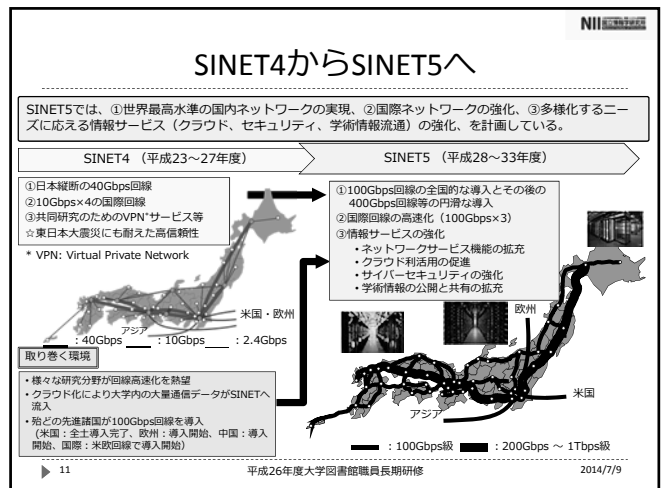 NII 国立情報学研究所
SINET4からSINET5へ
SINET5では、①世界最高水準の国内ネットワークの実現、②国際ネットワークの強化、③多様化するニー
ズに応える情報サービス（クラウド、セキュリティ、学術情報流通）の強化、を計画している。
SINET4 （平成23～27年度）
SINET5 （平成28～33年度）
①日本縦断の40Gbps回線
②10Gbps×4の国際回線
③共同研究のためのVPN*サービス等
☆東日本大震災にも耐えた高信頼性
* VPN: Virtual Private Network
米国・欧州
アジア
：40Gbps ：10Gbps ：2.4Gbps
取り巻く環境
・様々な研究分野が回線高速化を熱望
・クラウド化により大学内の大量通信データがSINETへ
流入
・殆どの先進諸国が100Gbps回線を導入
(米国：全土導入完了、欧州：導入開始、中国：導入
開始、国際：米欧回線で導入開始)
①100Gbps回線の全国的な導入とその後の
400Gbps回線等の円滑な導入
②国際回線の高速化（100Gbps×3）
③情報サービスの強化
・ネットワークサービス機能の拡充
・クラウド利活用の促進
・サイバーセキュリティの強化
・学術情報の公開と共有の拡充
欧州
米国
アジア
：100Gbps級 ：200Gbps ～ 1Tbps級
11
平成26年度大学図書館職員長期研修
2014/7/9